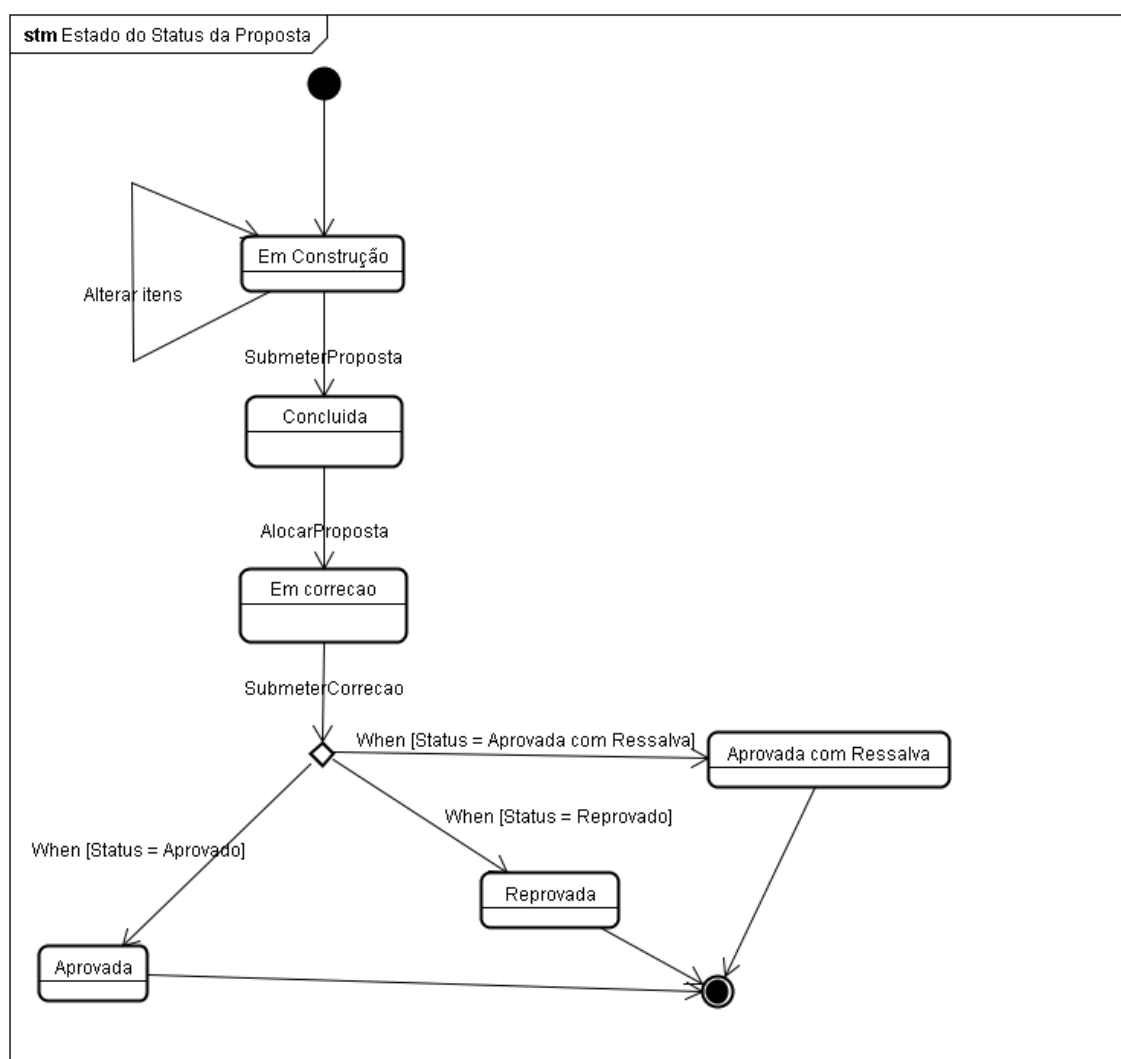 stm Estado do Status da Proposta
Em Construção
Alterar itens
SubmeterProposta
Concluida
AlocarProposta
Em correcao
SubmeterCorrecao
When [Status = Aprovada com Ressalva]
Aprovada com Ressalva
When [Status = Reprovado]
When [Status = Aprovado]
Reprovada
Aprovada